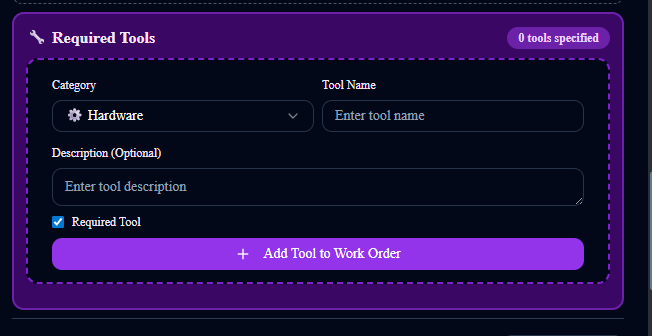 Required Tools
0 tools specified
Category
Tool Name
Hardware
Enter tool name
Description (Optional)
Enter tool description
Required Tool
Add Tool to Work Order